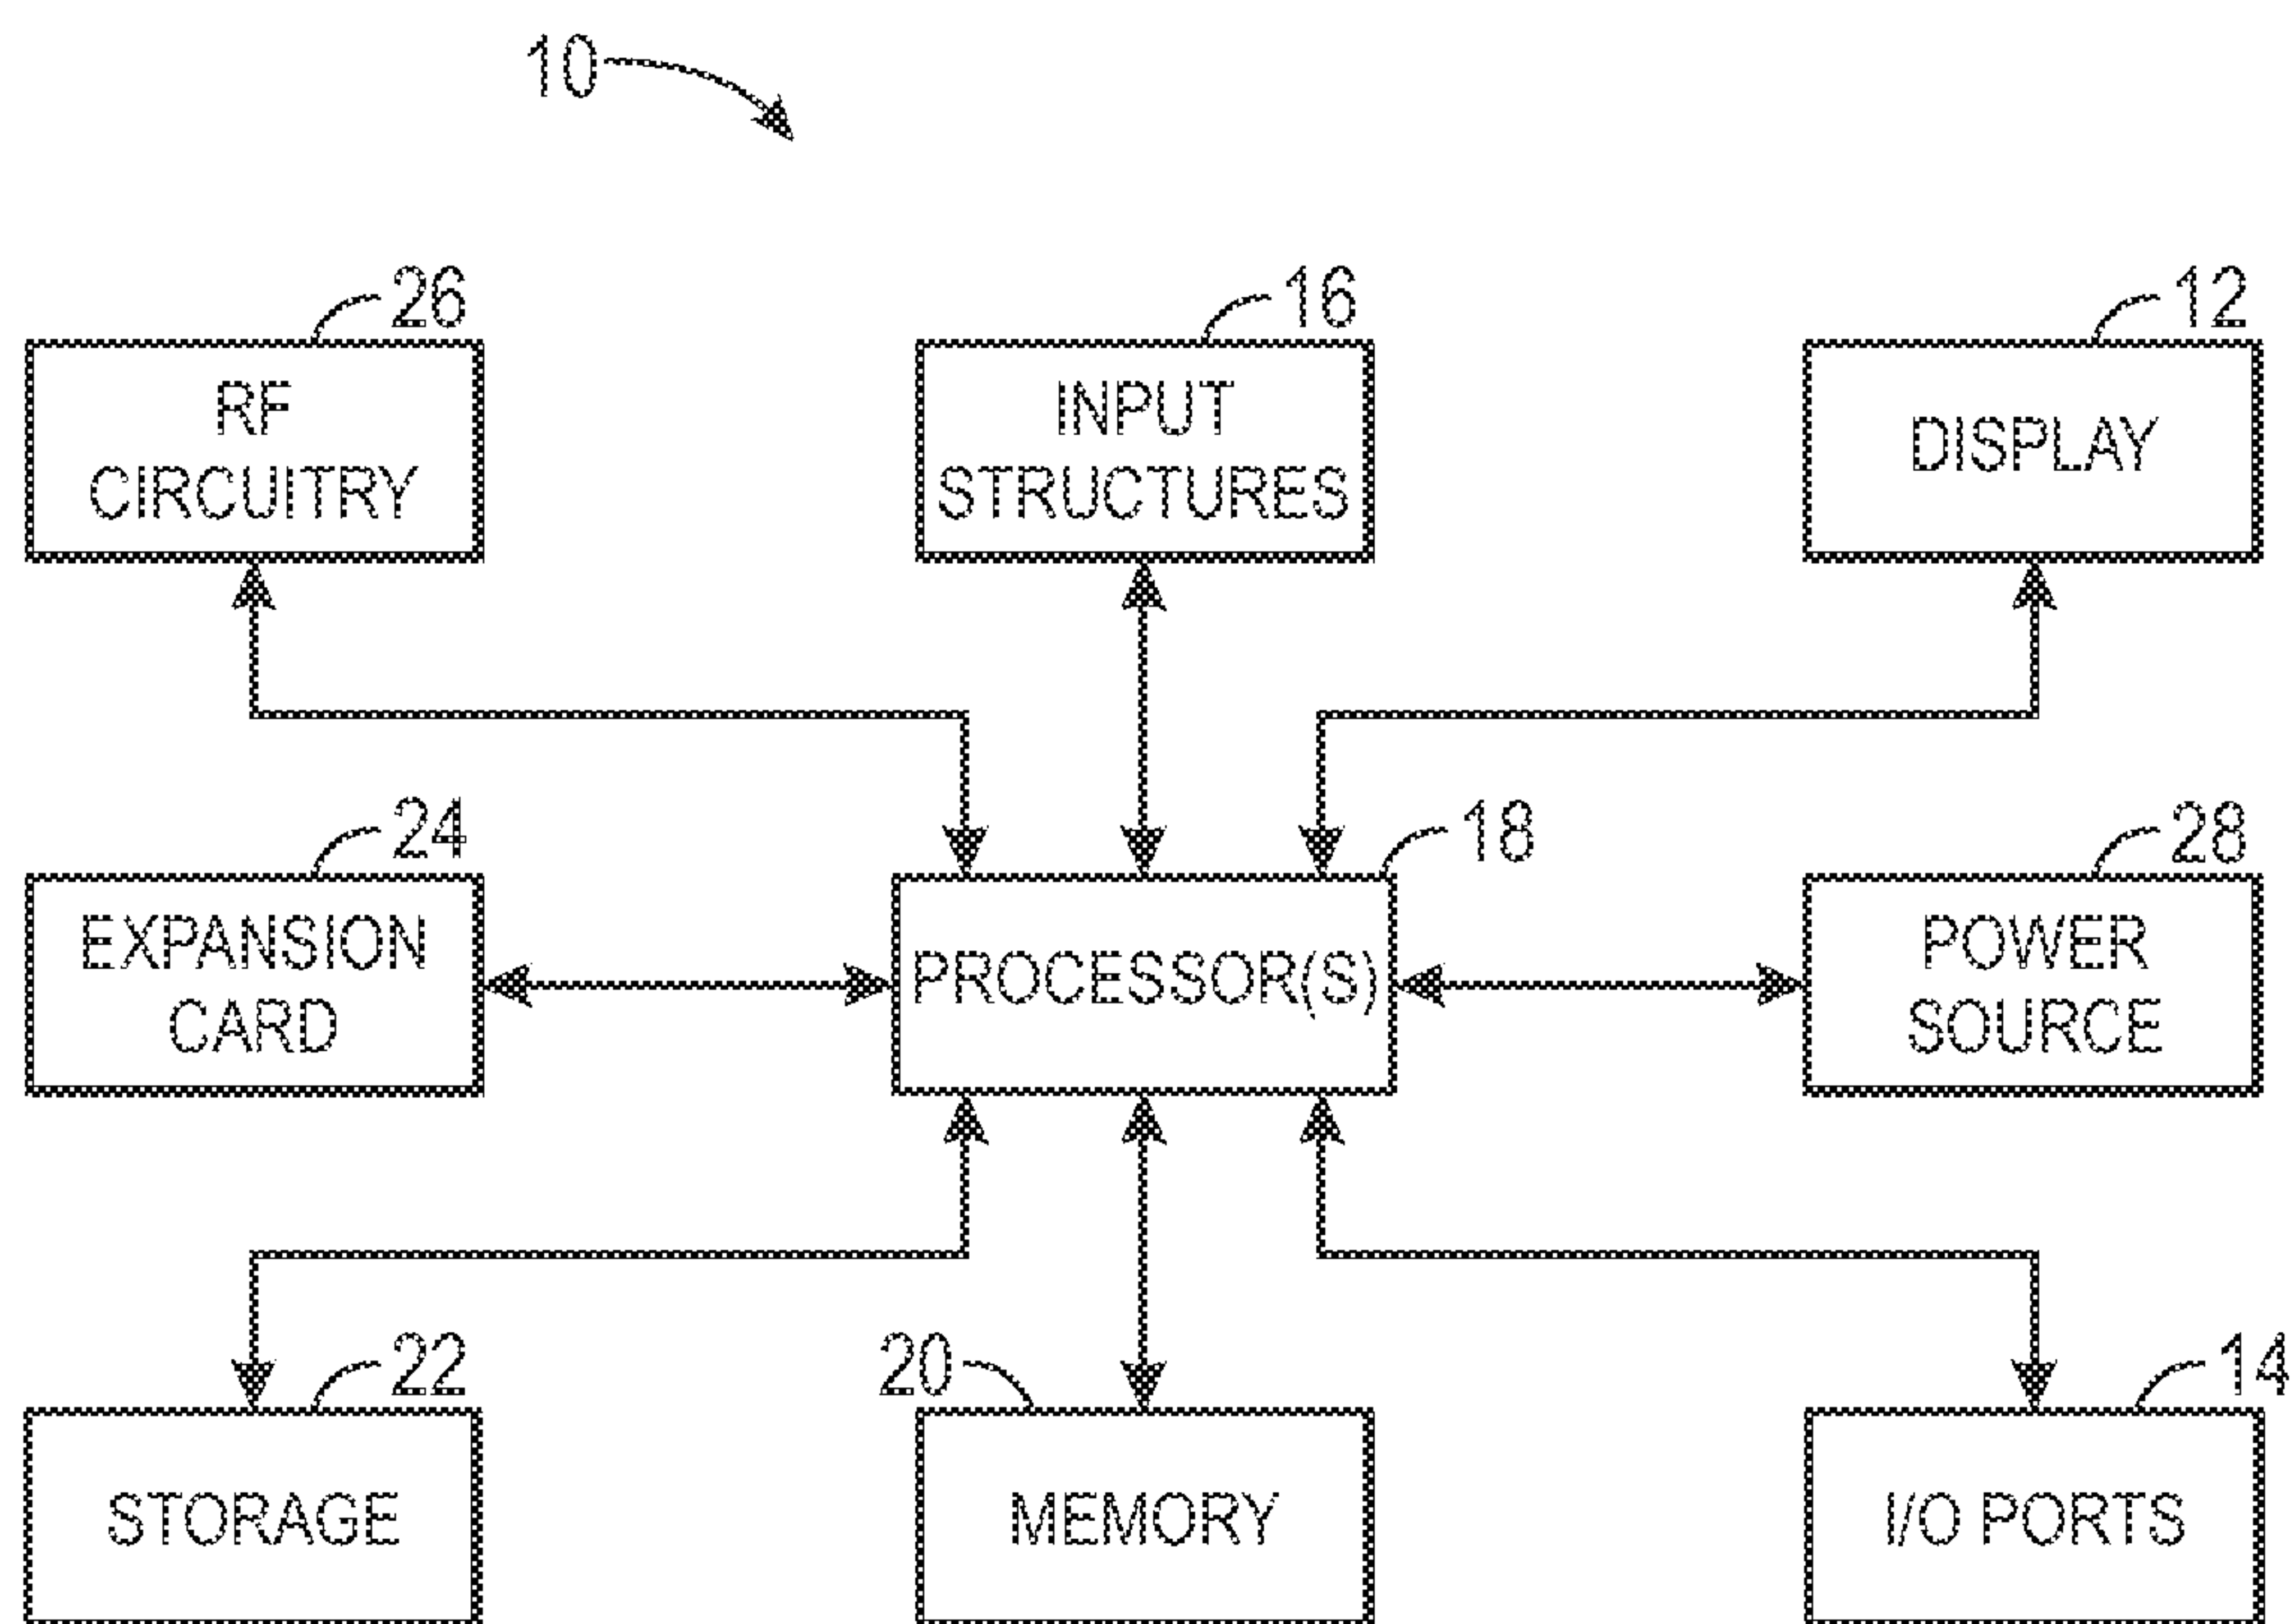 10
26
16
12
RF
CIRCUITRY
INPUT
STRUCTURES
DISPLAY
24
18
28
EXPANSION
CARD
PROCESSOR(S)
POWER
SOURCE
22
20
14
STORAGE
MEMORY
I/O PORTS